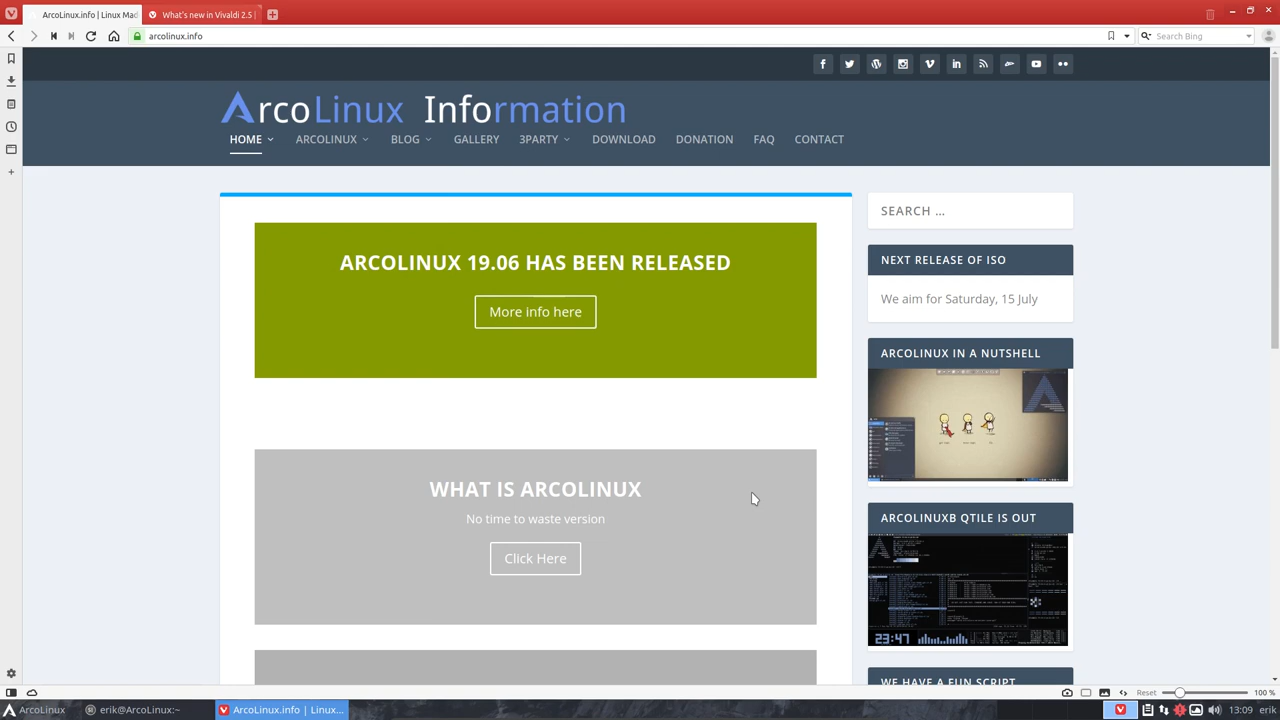 ArcoLinux.info | Linux Mad
What's new in Vivaldi 2.5 |
arcolinux.info
Search Bing
ArcoLinux Information
HOME
ARCOLINUX
BLOG
GALLERY
3PARTY
DOWNLOAD
DONATION
FAQ
CONTACT
ARCOLINUX 19.06 HAS BEEN RELEASED
More info here
WHAT IS ARCOLINUX
No time to waste version
Click Here
SEARCH …
NEXT RELEASE OF ISO
We aim for Saturday, 15 July
ARCOLINUX IN A NUTSHELL
ARCOLINUXB QTILE IS OUT
23:47
WE HAVE A FUN SCRIPT
Reset
100 %
ArcoLinux
erik@ArcoLinux:~
ArcoLinux.info | Linux...
13:09
erik